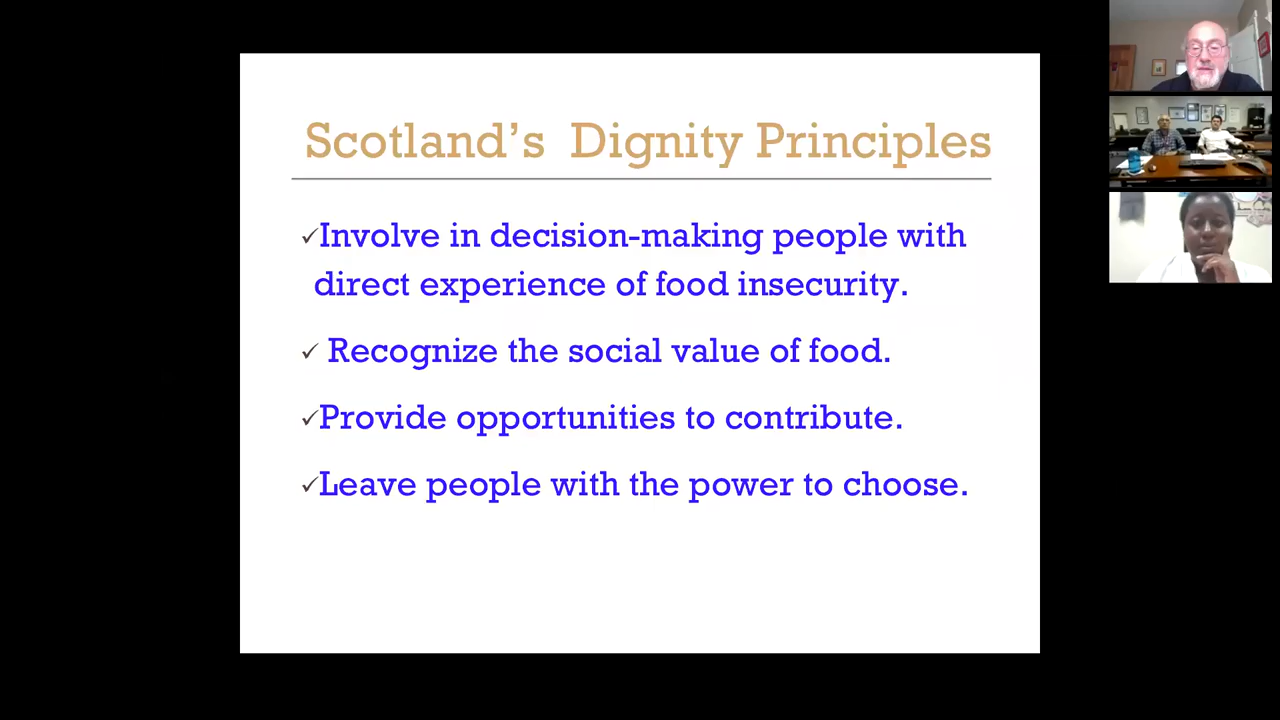 Scotland's Dignity Principles
✓Involve in decision-making people with
direct experience of food insecurity.
✓ Recognize the social value of food.
✓Provide opportunities to contribute.
✓Leave people with the power to choose.